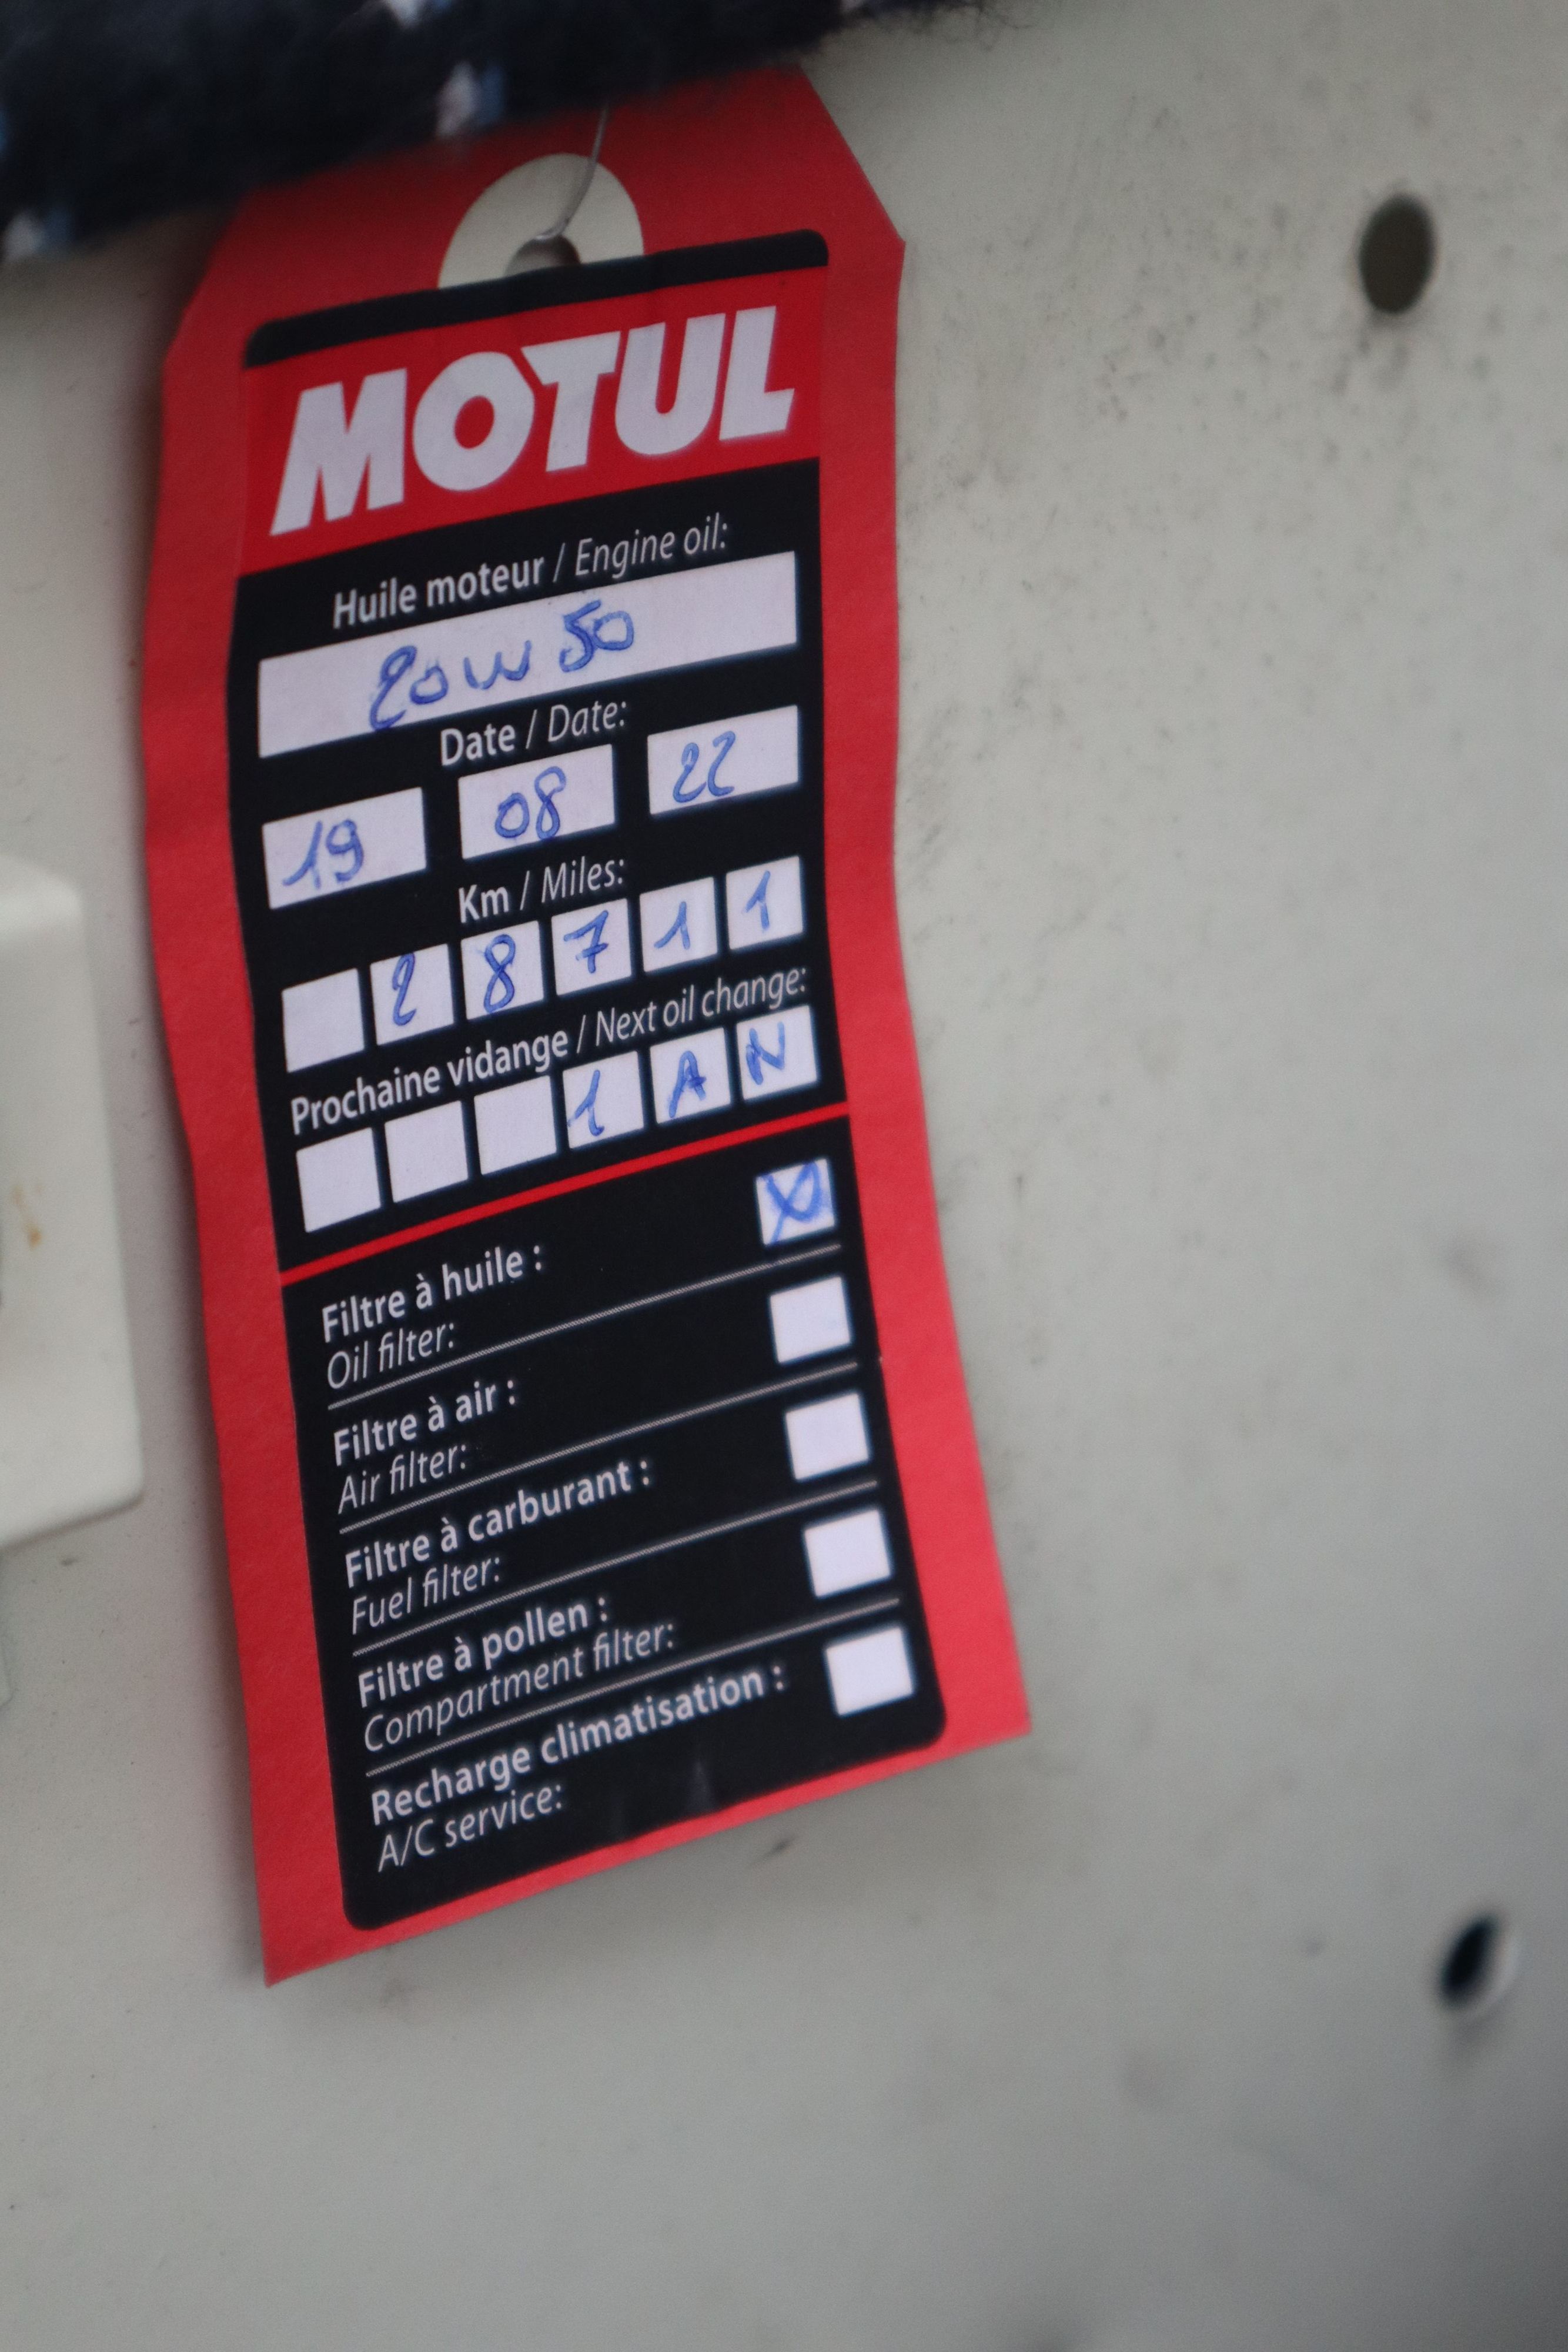 MOTUL
Huile moteur / Engine oil:
20W50
Date / Date:
19 08 22
Km / Miles:
2 8 7 1 1
Prochaine vidange / Next oil change:
1 A N
X
Filtre à huile :
Oil filter:
Filtre à air :
Air filter:
Filtre à carburant :
Fuel filter:
Filtre à pollen :
Compartment filter:
Recharge climatisation :
A/C service: